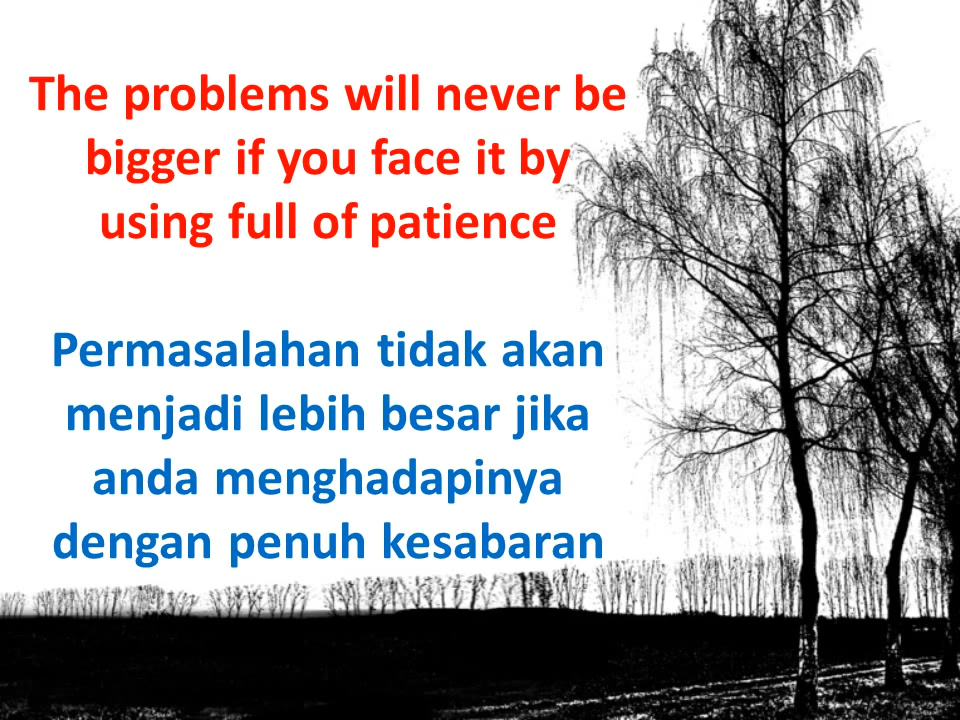 The problems will never be
bigger if you face it by
using full of patience
Permasalahan tidak akan
menjadi lebih besar jika
anda menghadapinya
dengan penuh kesabaran